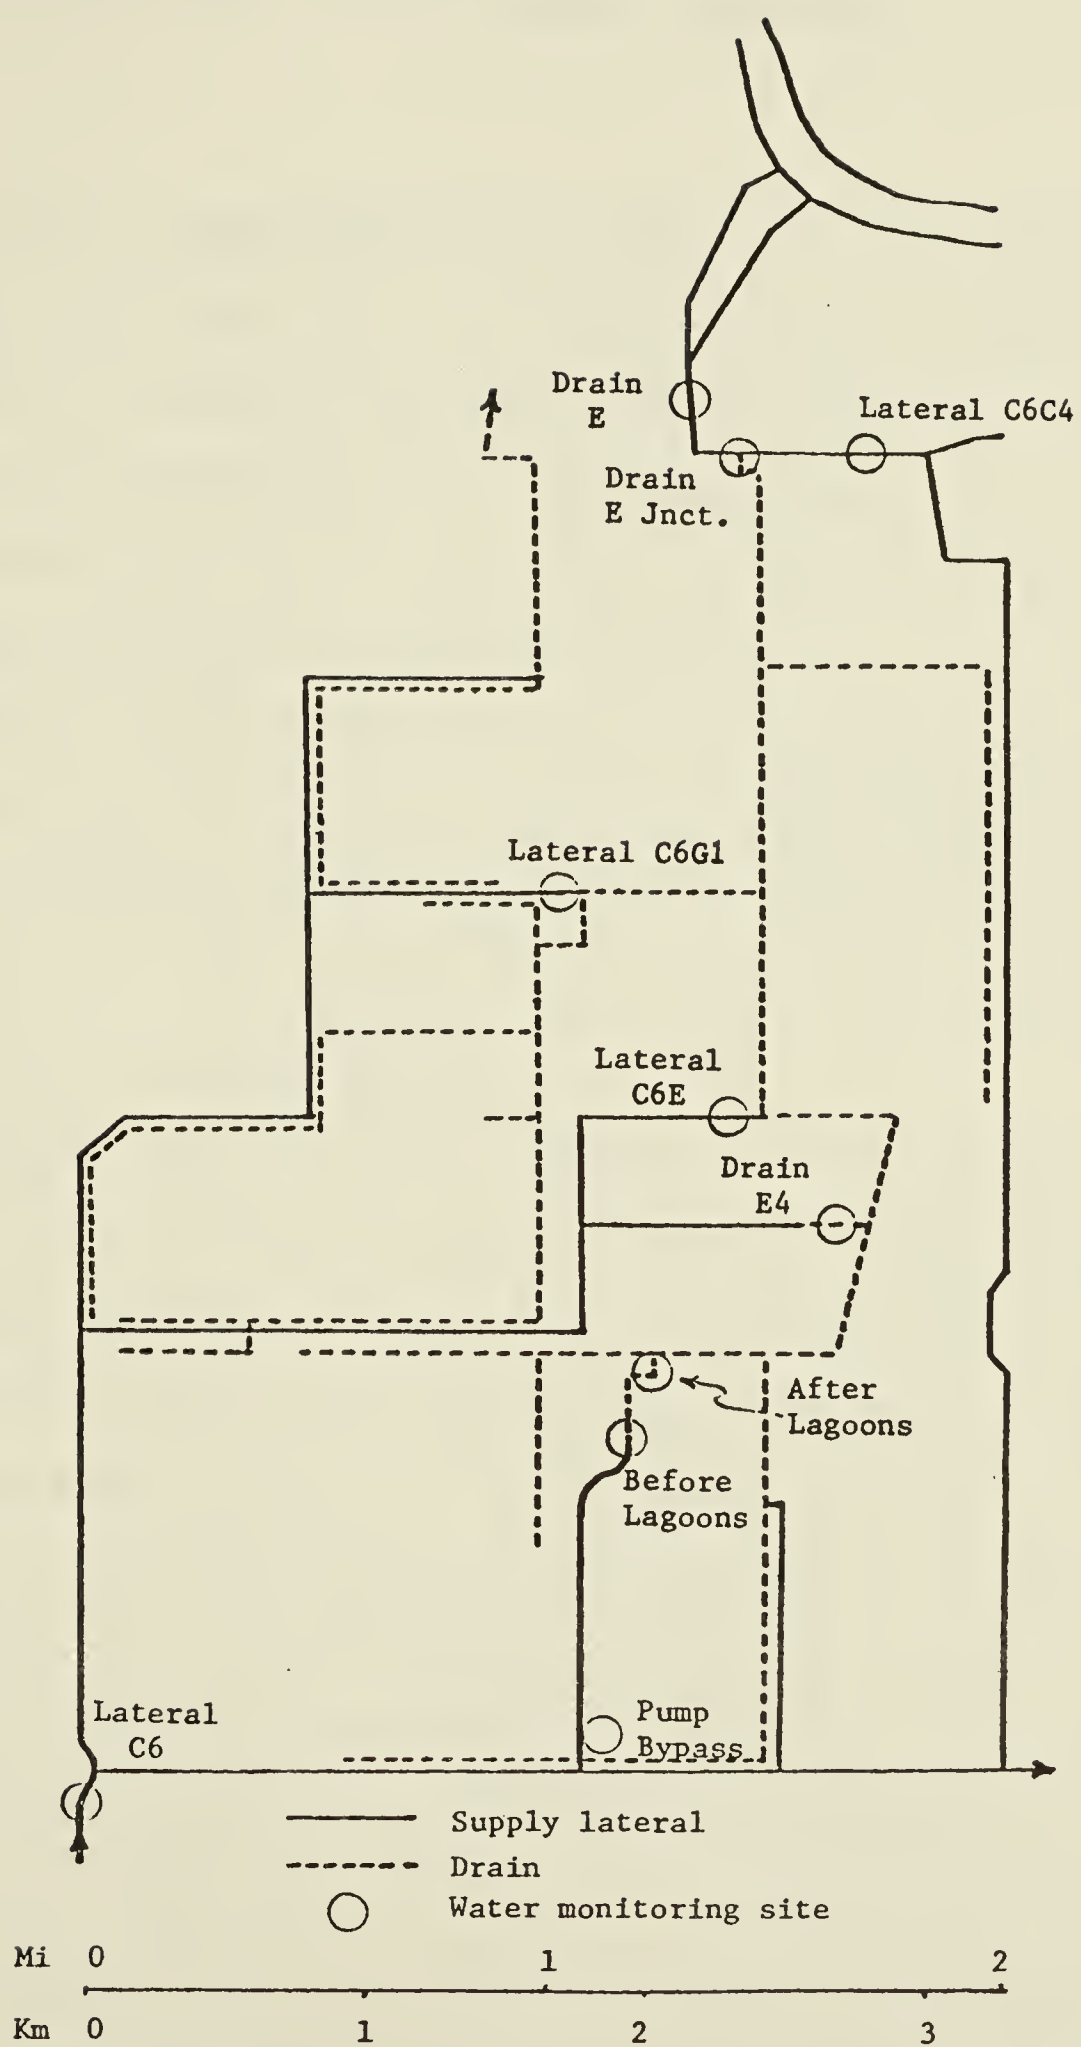 Drain
E
Lateral C6C4
Drain
E Jnct.
Lateral C6G1
Lateral
C6E
Drain
E4
After
Lagoons
Before
Lagoons
Pump
Bypass
Lateral
C6
Supply lateral
Drain
Water monitoring site
Mi 0 1 2
Km 0 1 2 3